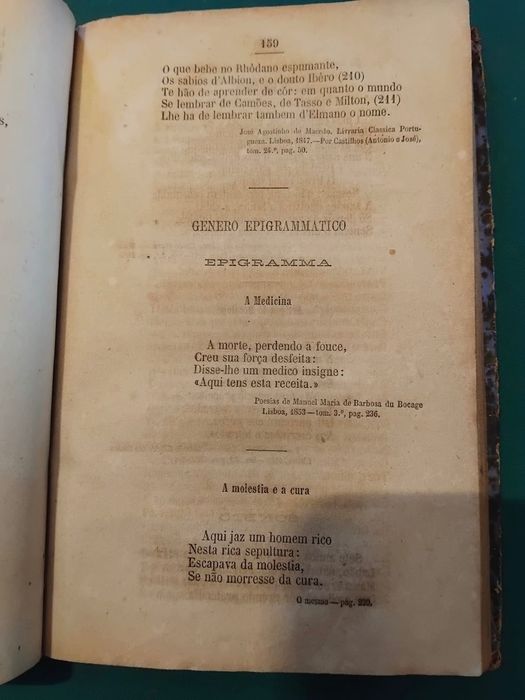 159
O que bebe no Rhôdano espumante,
Os sabios d'Albion, e o douto Ibéro (210)
Te hão de aprender de côr: em quanto o mundo
Se lembrar de Camões, de Tasso e Milton, (211)
Lhe ha de lembrar tambem d'Elmano o nome.
José Agostinho de Macedo. Livraria Classica Portu-
gueza. Lisboa, 1847.—Por Castilhos (Antonio e José),
tom. 24.º, pag. 50.
GENERO EPIGRAMMATICO
EPIGRAMMA
A Medicina
A morte, perdendo a fouce,
Creu sua força desfeita:
Disse-lhe um medico insigne:
«Aqui tens esta receita.»
Poesias de Manuel Maria de Barbosa du Bocage
Lisboa, 1853—tom. 3.º, pag. 236.
A molestia e a cura
Aqui jaz um homem rico
Nesta rica sepultura:
Escapava da molestia,
Se não morresse da cura.
O mesmo—pag.